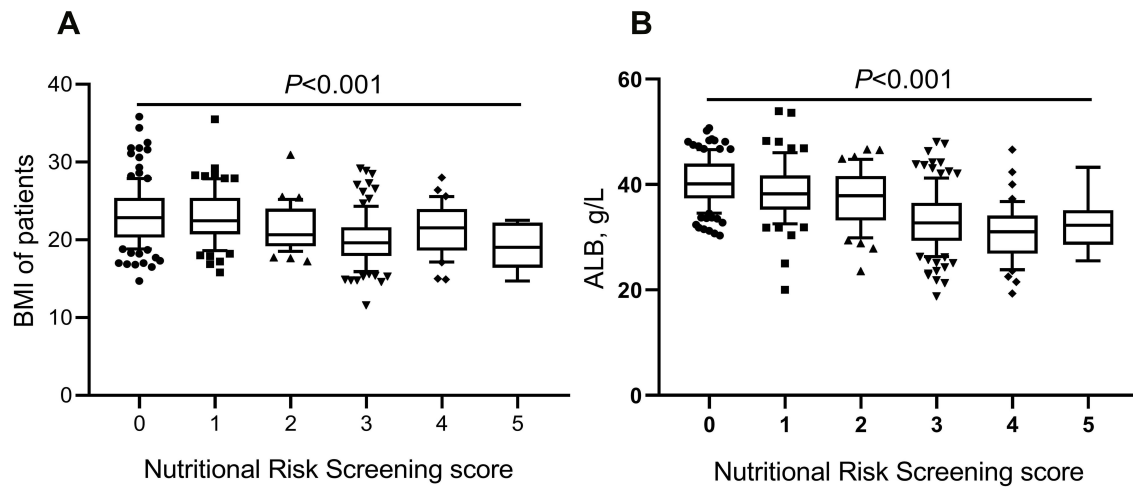 A
P<0.001
BMI of patients
40
30
20
10
0
0 1 2 3 4 5
Nutritional Risk Screening score
B
P<0.001
ALB, g/L
60
40
20
0
0 1 2 3 4 5
Nutritional Risk Screening score